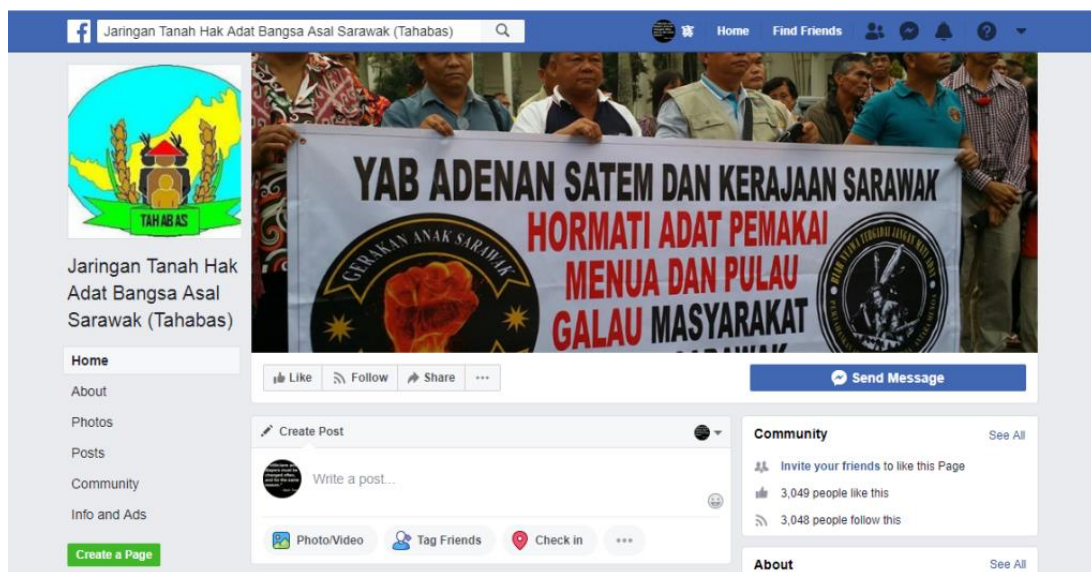 Jaringan Tanah Hak Adat Bangsa Asal Sarawak (Tahabas)
Home
Find Friends
TAHABAS
YAB ADENAN SATEM DAN KERAJAAN SARAWAK
HORMATI ADAT PEMAKAI
MENUA DAN PULAU
GALAU MASYARAKAT
GERAKAN ANAK SARAWAK
BIAR NYAWA TERGADAI JANGAN
Jaringan Tanah Hak
Adat Bangsa Asal
Sarawak (Tahabas)
Home
About
Photos
Posts
Community
Info and Ads
Create a Page
Like
Follow
Share
Send Message
Create Post
Write a post...
Photo/Video
Tag Friends
Check in
Community
See All
Invite your friends to like this Page
3,049 people like this
3,048 people follow this
About
See All